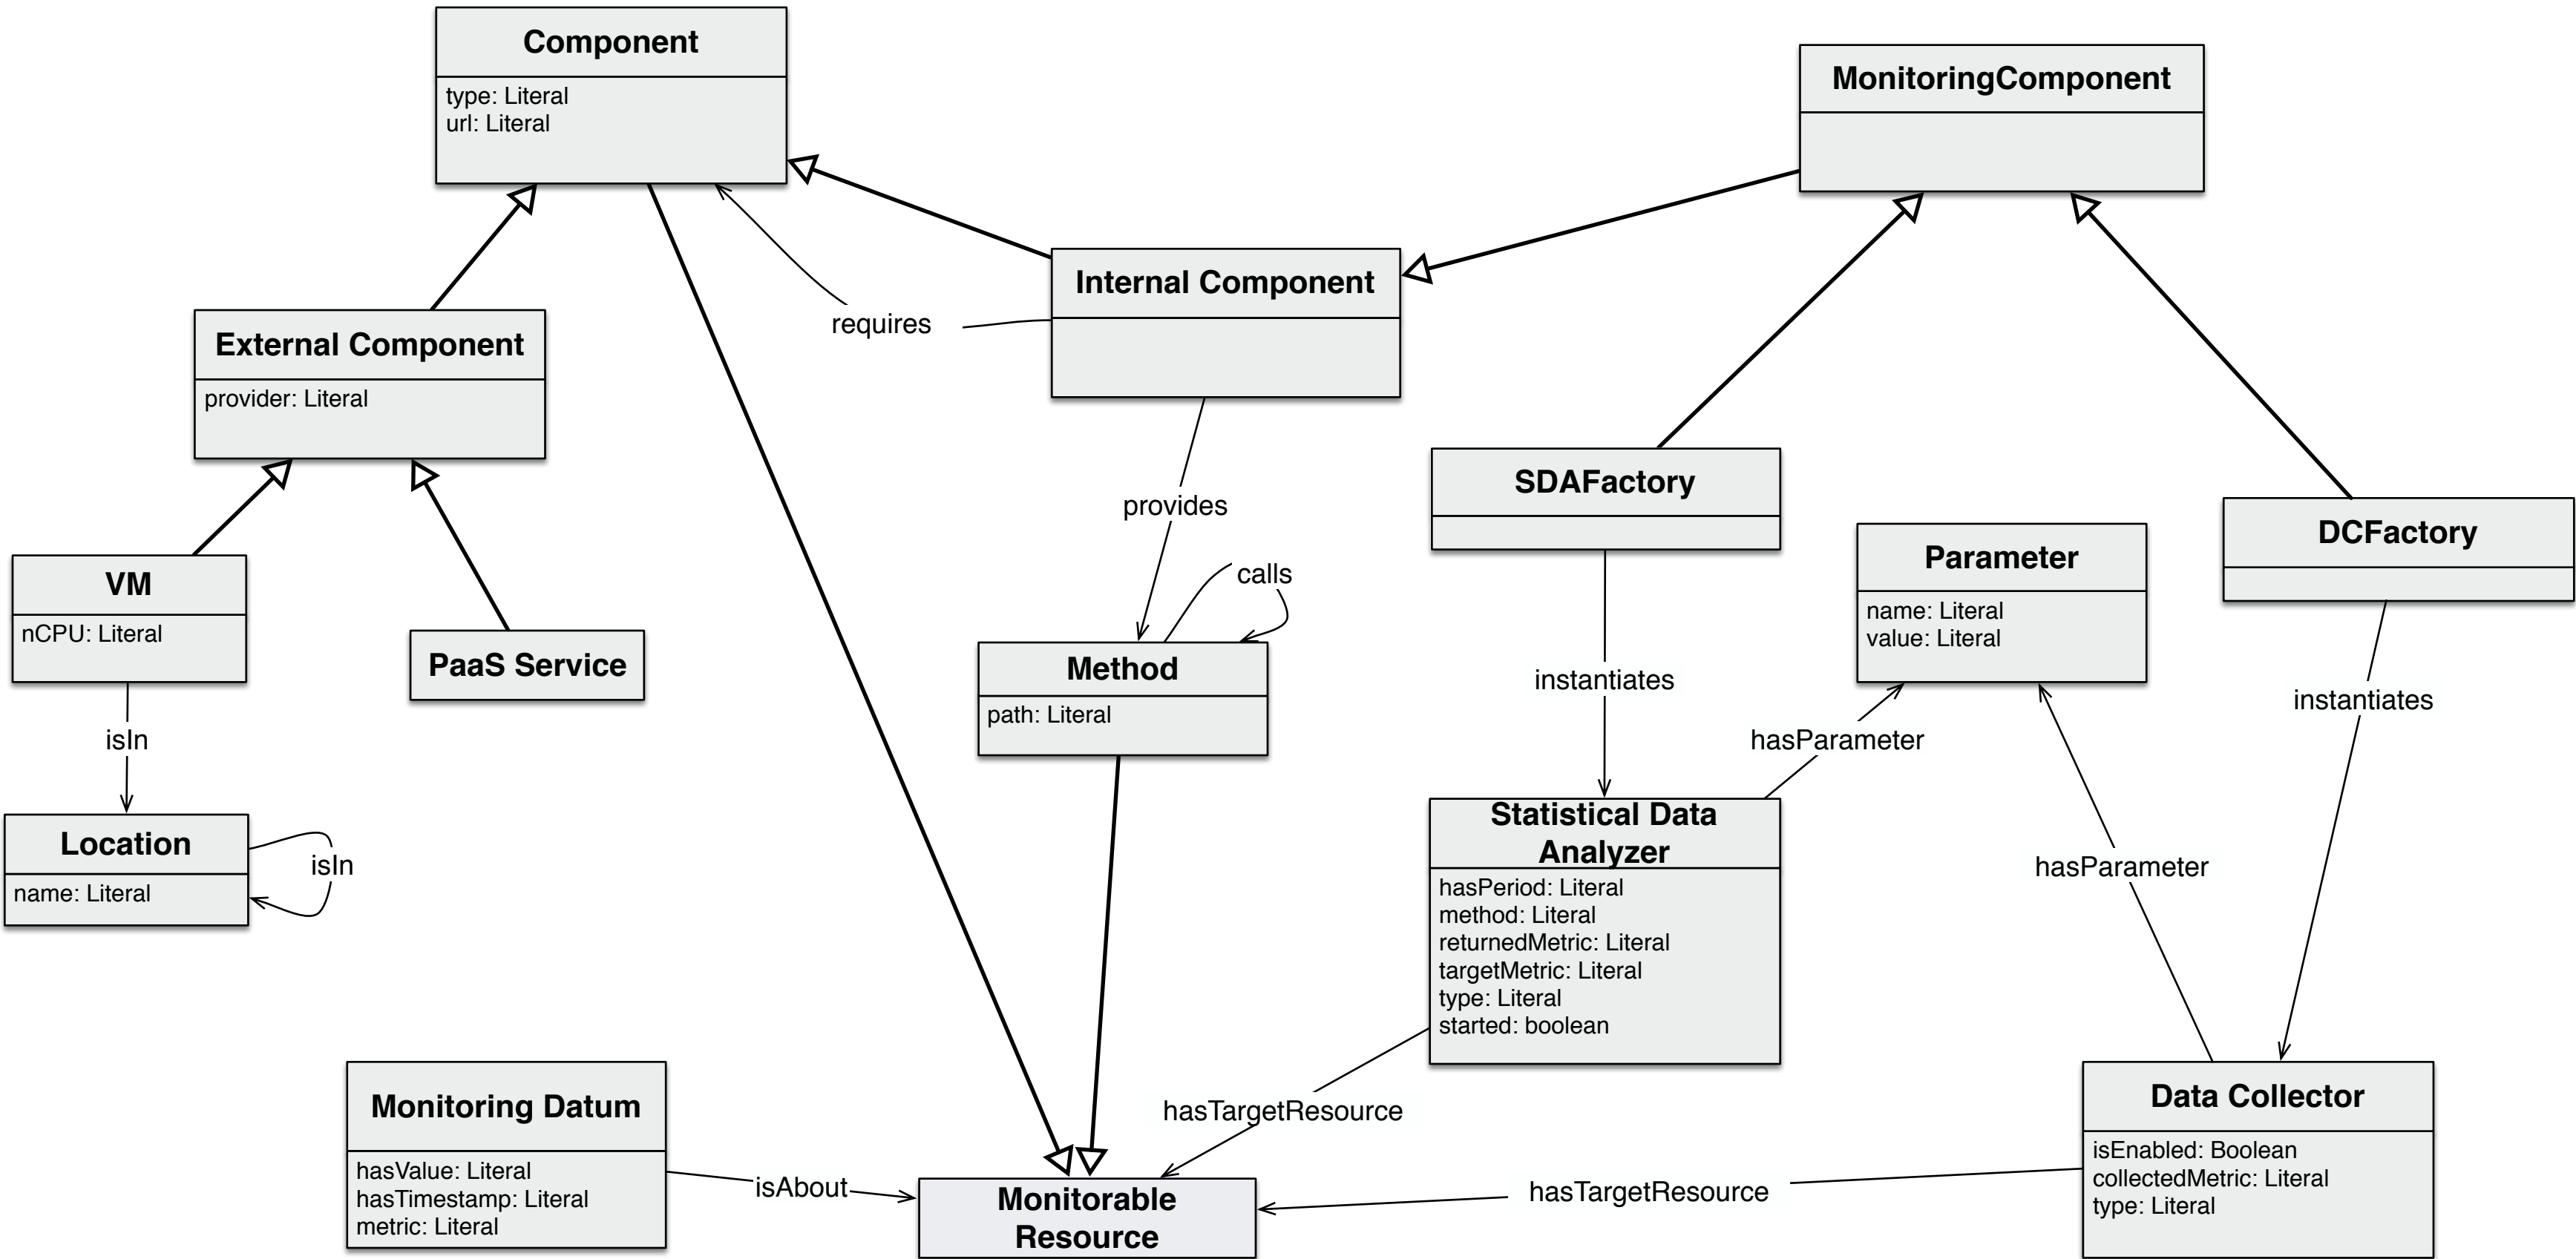 Component
type: Literal
url: Literal
MonitoringComponent
Internal Component
requires
External Component
provider: Literal
SDAFactory
provides
DCFactory
Parameter
name: Literal
value: Literal
calls
VM
nCPU: Literal
PaaS Service
Method
path: Literal
instantiates
instantiates
isIn
hasParameter
Location
name: Literal
isIn
Statistical Data
Analyzer
hasPeriod: Literal
method: Literal
returnedMetric: Literal
targetMetric: Literal
type: Literal
started: boolean
hasParameter
Monitoring Datum
hasValue: Literal
hasTimestamp: Literal
metric: Literal
hasTargetResource
Data Collector
isEnabled: Boolean
collectedMetric: Literal
type: Literal
isAbout
Monitorable
Resource
hasTargetResource